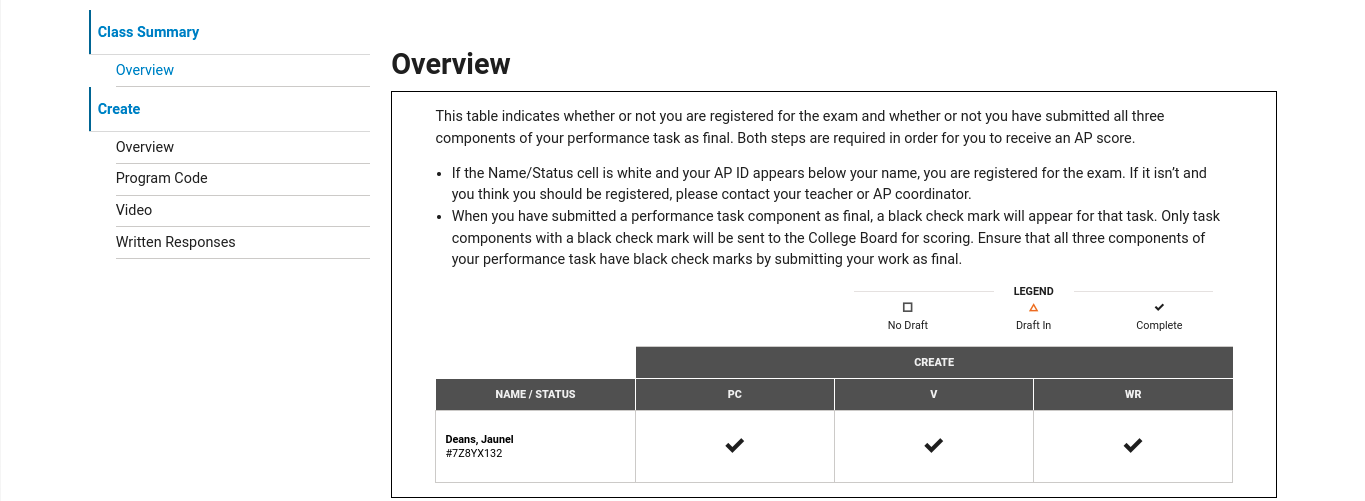 Class Summary
Overview
Create
Overview
Program Code
Video
Written Responses
Overview
This table indicates whether or not you are registered for the exam and whether or not you have submitted all three
components of your performance task as final. Both steps are required in order for you to receive an AP score.
• If the Name/Status cell is white and your AP ID appears below your name, you are registered for the exam. If it isn't and
you think you should be registered, please contact your teacher or AP coordinator.
• When you have submitted a performance task component as final, a black check mark will appear for that task. Only task
components with a black check mark will be sent to the College Board for scoring. Ensure that all three components of
your performance task have black check marks by submitting your work as final.
LEGEND
No Draft Draft In Complete
CREATE
NAME / STATUS PC V WR
Deans, Jaunel
#7Z8YX132